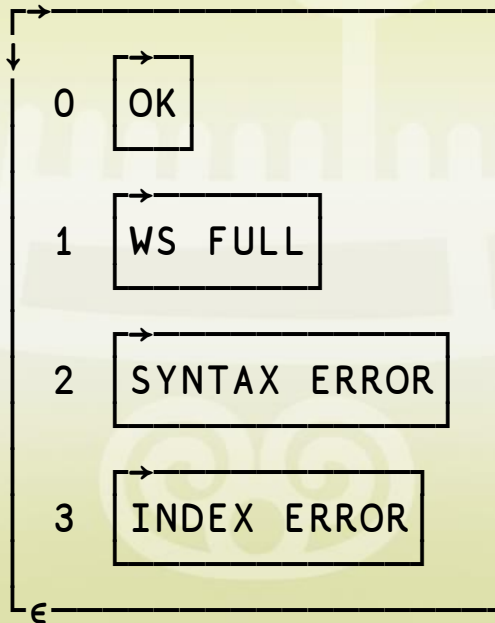 0 OK
1 WS FULL
2 SYNTAX ERROR
3 INDEX ERROR
∊